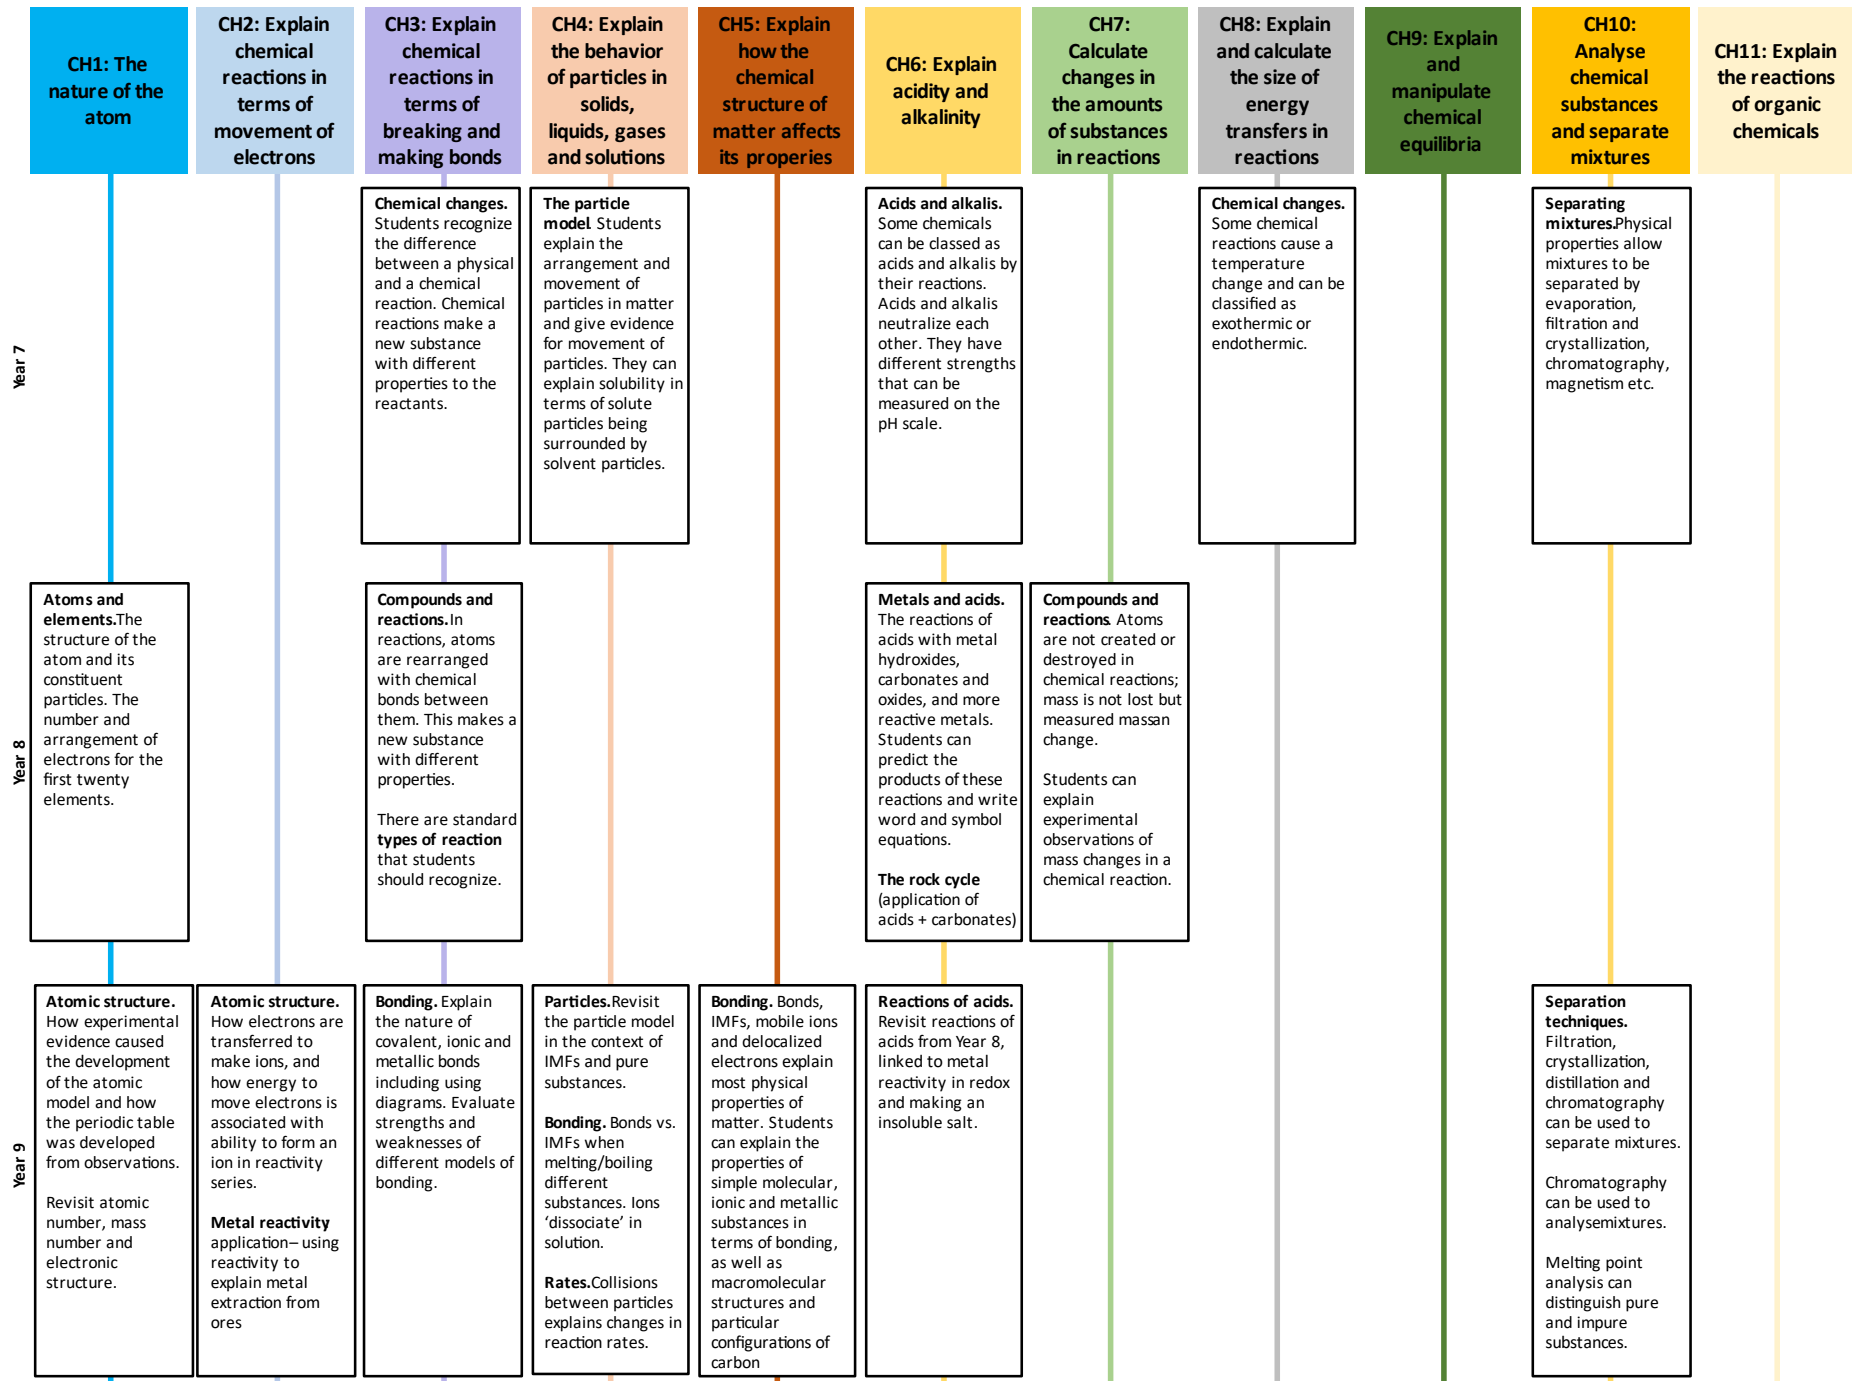 CH1: The
nature of the
atom
CH2: Explain
chemical
reactions in
terms of
movement of
electrons
CH3: Explain
chemical
reactions in
terms of
breaking and
making bonds
CH4: Explain
the behavior
of particles in
solids,
liquids, gases
and solutions
CH5: Explain
how the
chemical
structure of
matter affects
its properies
CH6: Explain
acidity and
alkalinity
CH7:
Calculate
changes in
the amounts
of substances
in reactions
CH8: Explain
and calculate
the size of
energy
transfers in
reactions
CH9: Explain
and
manipulate
chemical
equilibria
CH10:
Analyse
chemical
substances
and separate
mixtures
CH11: Explain
the reactions
of organic
chemicals
Year 7
Chemical changes.
Students recognize
the difference
between a physical
and a chemical
reaction. Chemical
reactions make a
new substance
with different
properties to the
reactants.
The particle
model. Students
explain the
arrangement and
movement of
particles in matter
and give evidence
for movement of
particles. They can
explain solubility in
terms of solute
particles being
surrounded by
solvent particles.
Acids and alkalis.
Some chemicals
can be classed as
acids and alkalis by
their reactions.
Acids and alkalis
neutralize each
other. They have
different strengths
that can be
measured on the
pH scale.
Chemical changes.
Some chemical
reactions cause a
temperature
change and can be
classified as
exothermic or
endothermic.
Separating
mixtures.Physical
properties allow
mixtures to be
separated by
evaporation,
filtration and
crystallization,
chromatography,
magnetism etc.
Year 8
Atoms and
elements.The
structure of the
atom and its
constituent
particles. The
number and
arrangement of
electrons for the
first twenty
elements.
Compounds and
reactions.In
reactions, atoms
are rearranged
with chemical
bonds between
them. This makes a
new substance
with different
properties.
There are standard
types of reaction
that students
should recognize.
Metals and acids.
The reactions of
acids with metal
hydroxides,
carbonates and
oxides, and more
reactive metals.
Students can
predict the
products of these
reactions and write
word and symbol
equations.
The rock cycle
(application of
acids + carbonates)
Compounds and
reactions. Atoms
are not created or
destroyed in
chemical reactions;
mass is not lost but
measured massan
change.
Students can
explain
experimental
observations of
mass changes in a
chemical reaction.
Year 9
Atomic structure.
How experimental
evidence caused
the development
of the atomic
model and how
the periodic table
was developed
from observations.
Revisit atomic
number, mass
number and
electronic
structure.
Atomic structure.
How electrons are
transferred to
make ions, and
how energy to
move electrons is
associated with
ability to form an
ion in reactivity
series.
Metal reactivity
application– using
reactivity to
explain metal
extraction from
ores
Bonding. Explain
the nature of
covalent, ionic and
metallic bonds
including using
diagrams. Evaluate
strengths and
weaknesses of
different models of
bonding.
Particles.Revisit
the particle model
in the context of
IMFs and pure
substances.
Bonding. Bonds vs.
IMFs when
melting/boiling
different
substances. Ions
‘dissociate’ in
solution.
Rates.Collisions
between particles
explains changes in
reaction rates.
Bonding. Bonds,
IMFs, mobile ions
and delocalized
electrons explain
most physical
properties of
matter. Students
can explain the
properties of
simple molecular,
ionic and metallic
substances in
terms of bonding,
as well as
macromolecular
structures and
particular
configurations of
carbon
Reactions of acids.
Revisit reactions of
acids from Year 8,
linked to metal
reactivity in redox
and making an
insoluble salt.
Separation
techniques.
Filtration,
crystallization,
distillation and
chromatography
can be used to
separate mixtures.
Chromatography
can be used to
analysemixtures.
Melting point
analysis can
distinguish pure
and impure
substances.